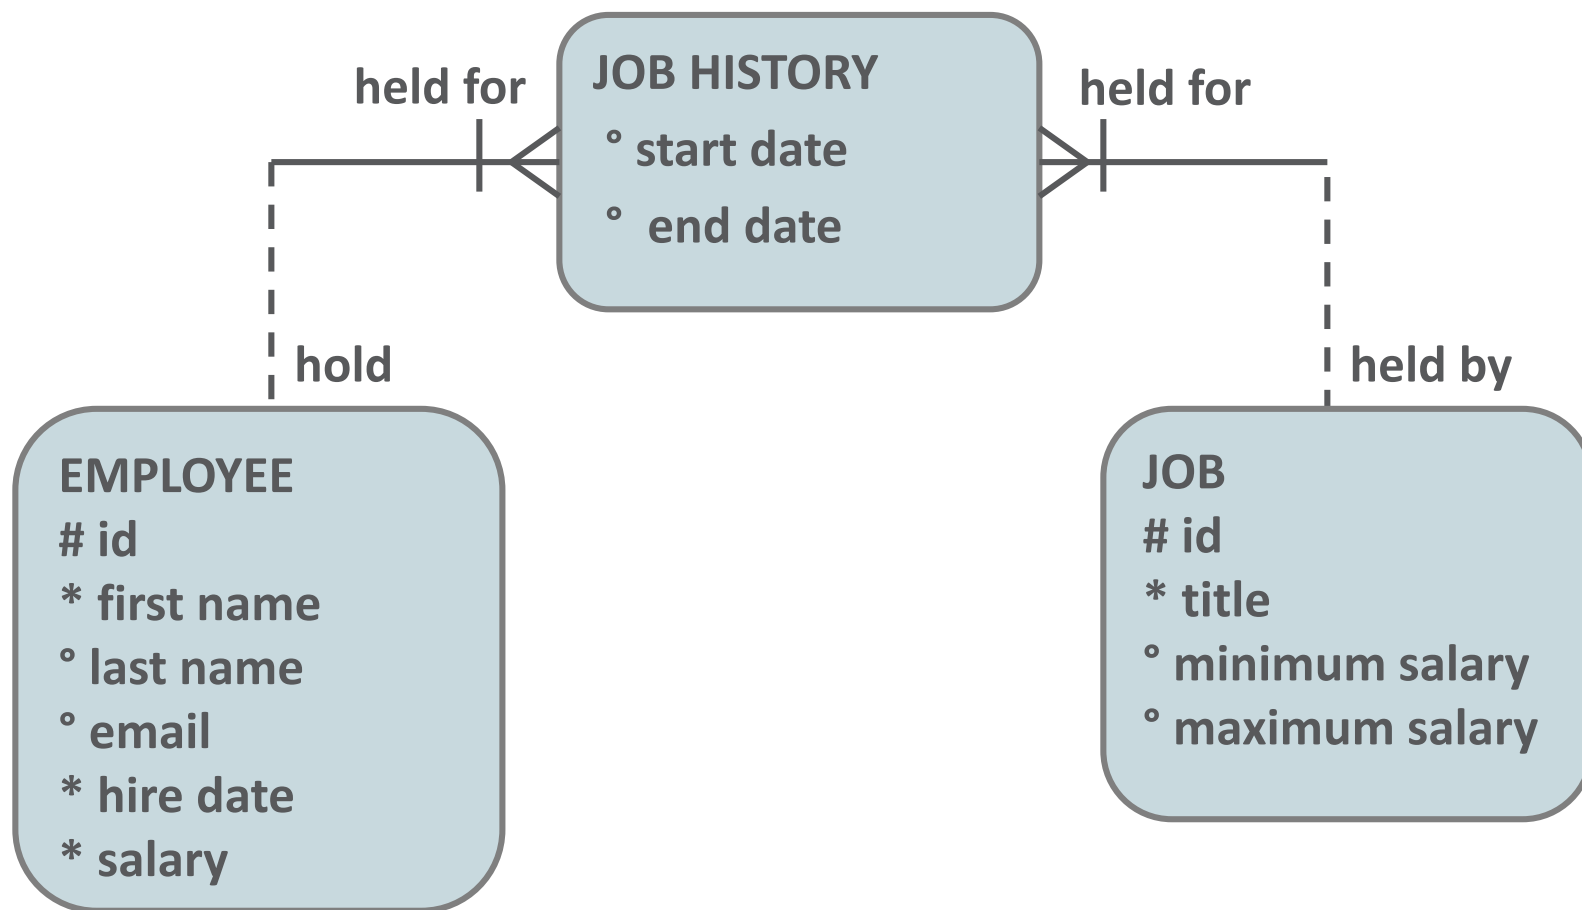 held for
JOB HISTORY
° start date
° end date
held for
hold
held by
EMPLOYEE
# id
* first name
° last name
° email
* hire date
* salary
JOB
# id
* title
° minimum salary
° maximum salary